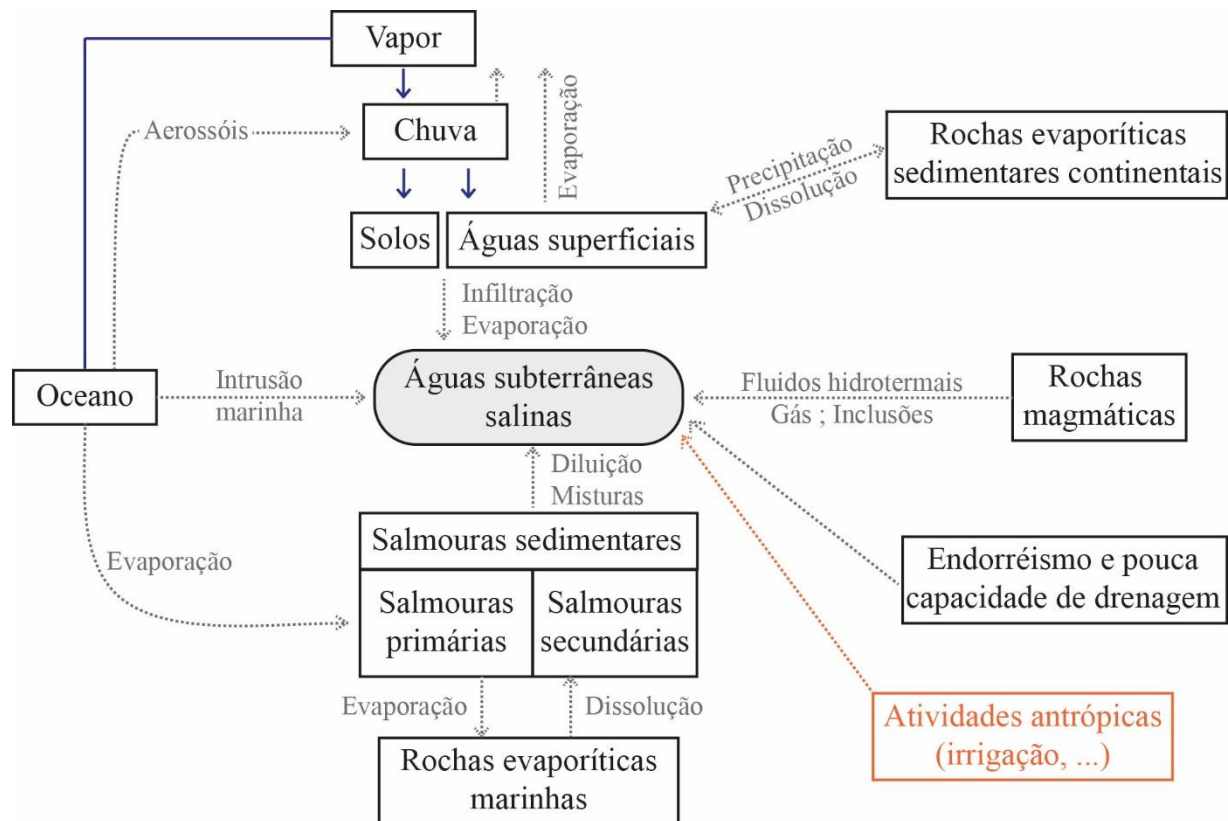 Vapor
Aerossóis
Chuva
Evaporação
Precipitação
Dissolução
Rochas evaporíticas
sedimentares continentais
Solos
Águas superficiais
Infiltração
Evaporação
Oceano
Intrusão
marinha
Águas subterrâneas
salinas
Fluidos hidrotermais
Gás ; Inclusões
Rochas
magmáticas
Diluição
Misturas
Salmouras sedimentares
Evaporação
Salmouras
primárias
Salmouras
secundárias
Endorréismo e pouca
capacidade de drenagem
Evaporação
Dissolução
Rochas evaporíticas
marinhas
Atividades antrópicas
(irrigação, ...)